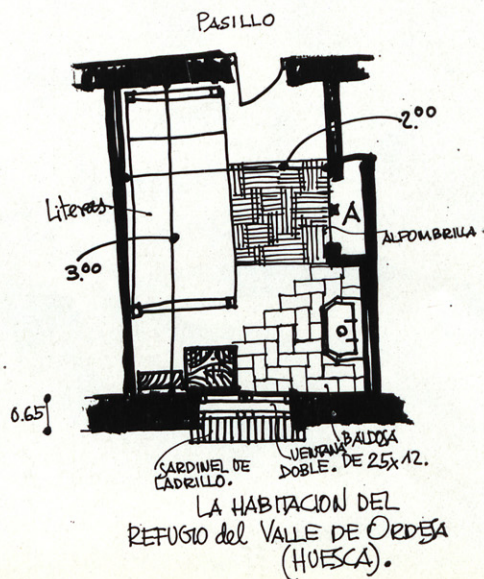 PASILLO
2.00
Literas
A
ALFOMBRILLA
3.00
0.65
SARDINEL DE
LADRILLO.
VENTANA
DOBLE.
BALDOSA
DE 25x12.
LA HABITACION DEL
REFUGIO del VALLE DE ORDESA
(HUESCA).